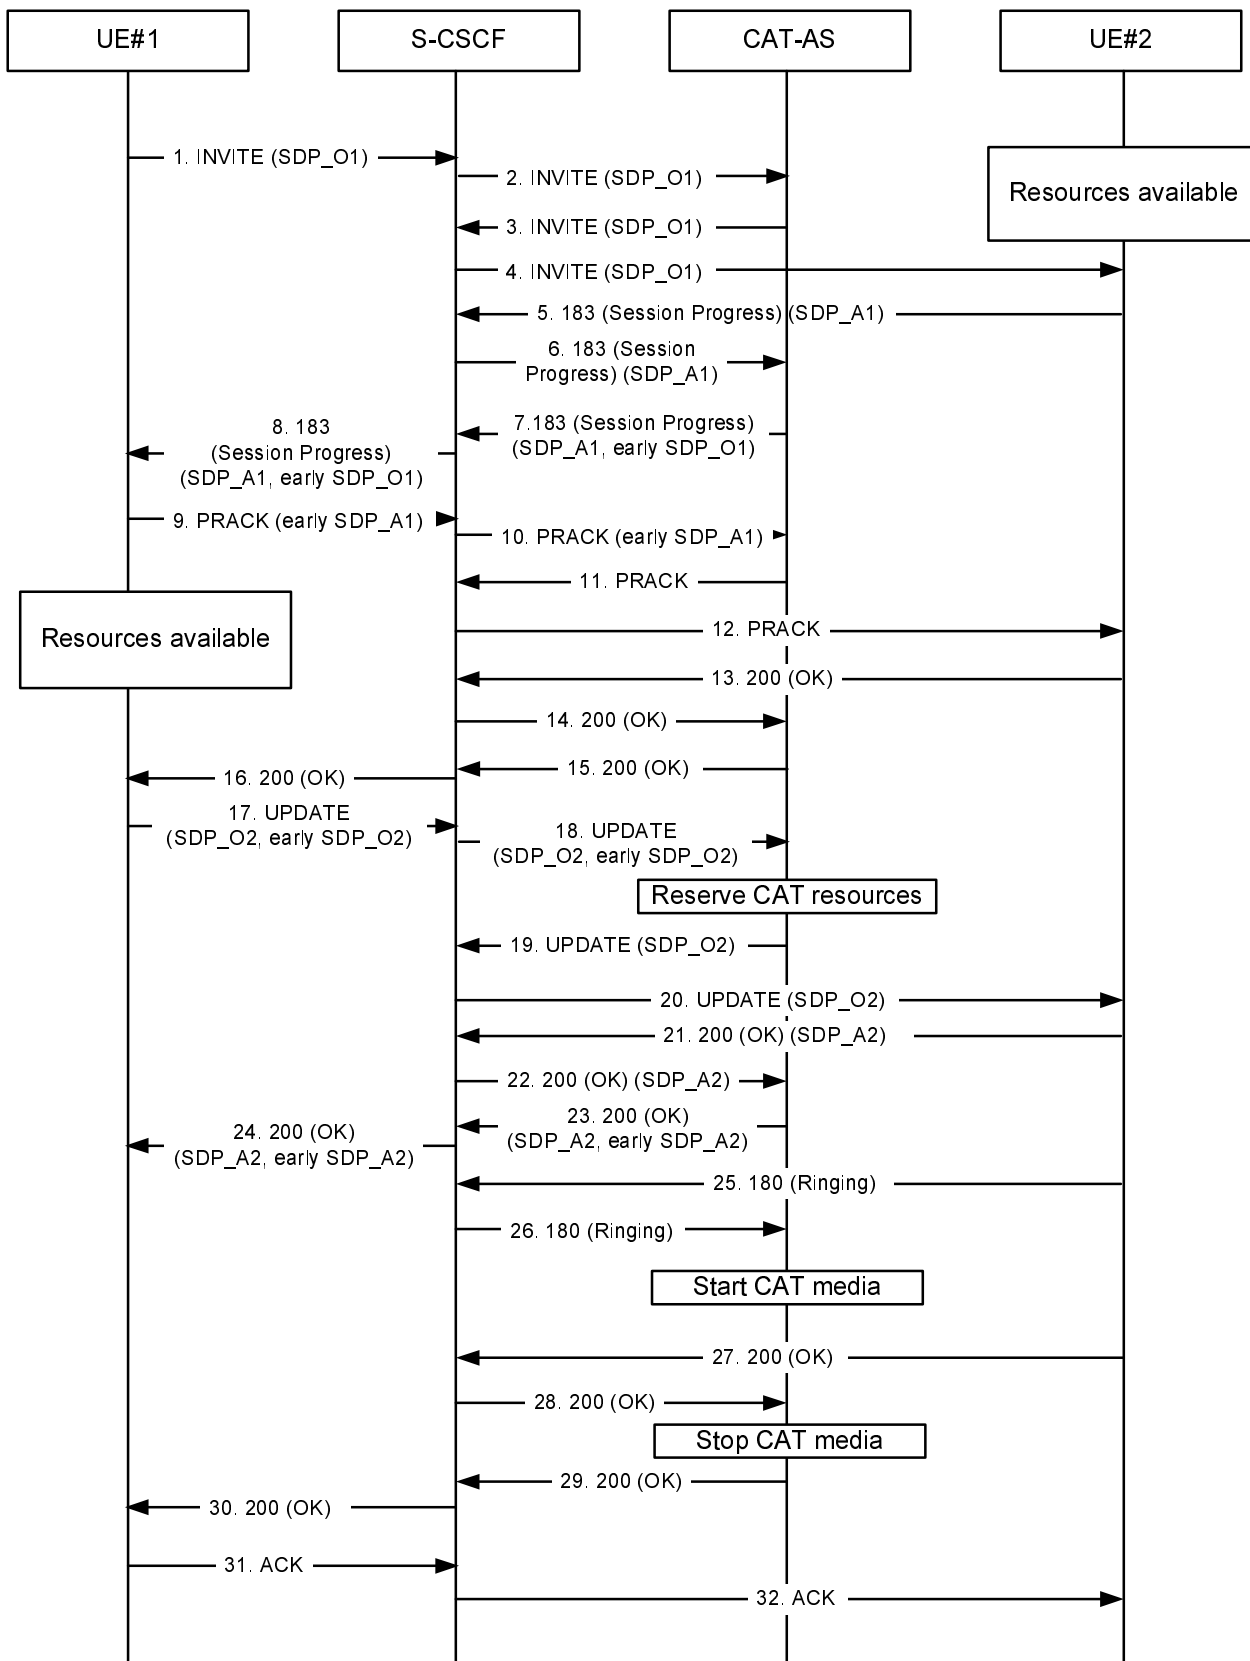 UE#1
S-CSCF
CAT-AS
UE#2
1. INVITE (SDP_O1)
2. INVITE (SDP_O1)
Resources available
3. INVITE (SDP_O1)
4. INVITE (SDP_O1)
5. 183 (Session Progress) (SDP_A1)
6. 183 (Session
Progress) (SDP_A1)
7.183 (Session Progress)
(SDP_A1, early SDP_O1)
8. 183
(Session Progress)
(SDP_A1, early SDP_O1)
9. PRACK (early SDP_A1)
10. PRACK (early SDP_A1)
11. PRACK
Resources available
12. PRACK
13. 200 (OK)
14. 200 (OK)
15. 200 (OK)
16. 200 (OK)
17. UPDATE
(SDP_O2, early SDP_O2)
18. UPDATE
(SDP_O2, early SDP_O2)
Reserve CAT resources
19. UPDATE (SDP_O2)
20. UPDATE (SDP_O2)
21. 200 (OK) (SDP_A2)
22. 200 (OK) (SDP_A2)
23. 200 (OK)
(SDP_A2, early SDP_A2)
24. 200 (OK)
(SDP_A2, early SDP_A2)
25. 180 (Ringing)
26. 180 (Ringing)
Start CAT media
27. 200 (OK)
28. 200 (OK)
Stop CAT media
29. 200 (OK)
30. 200 (OK)
31. ACK
32. ACK